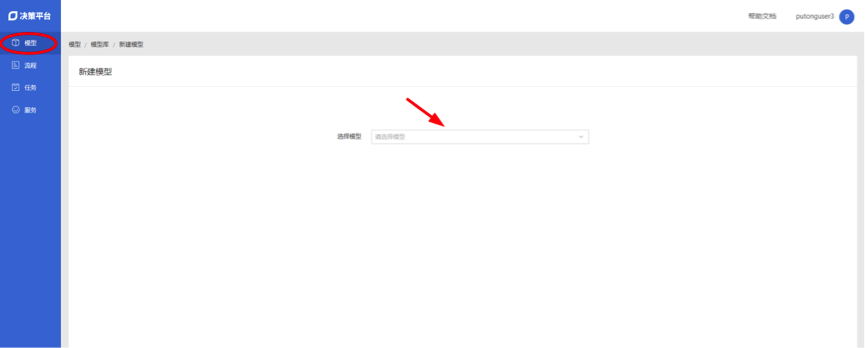 决策平台
帮助文档
putonguser3
P
模型
模型 / 模型库 / 新建模型
流程
新建模型
任务
服务
选择模型
请选择模型